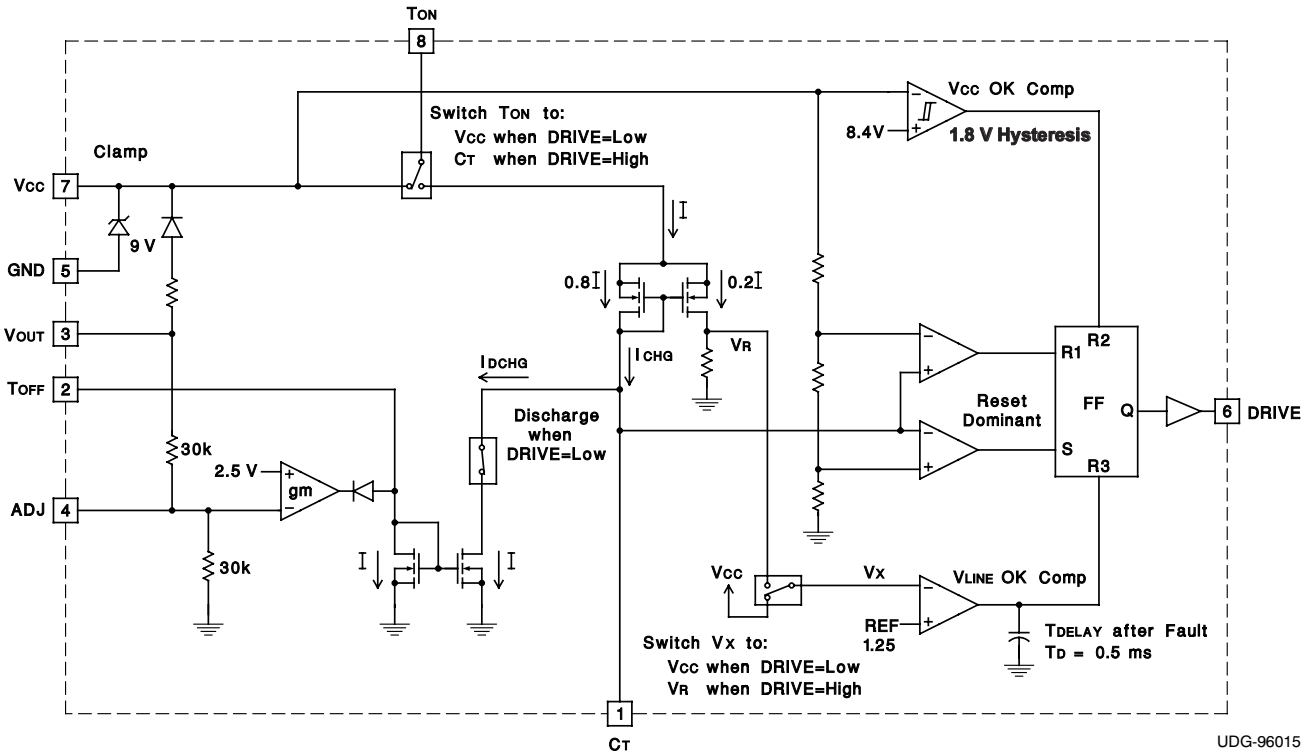 TON
8
Switch TON to:
VCC when DRIVE=Low
CT when DRIVE=High
Vcc OK Comp
8.4V
1.8 V Hysteresis
- +
Clamp
Vcc 7
9 V
GND 5
I
0.8I
0.2I
VOUT 3
TOFF 2
IDCHG
ICHG
VR
Discharge
when
DRIVE=Low
- +
R1
R2
Reset
Dominant
FF
Q
6 DRIVE
- +
S
R3
30k
2.5 V
+
gm
-
ADJ 4
30k
I
I
Vcc
Vx
VLINE OK Comp
- +
REF
1.25
TDELAY after Fault
TD = 0.5 ms
Switch Vx to:
Vcc when DRIVE=Low
VR when DRIVE=High
1
CT
UDG-96015